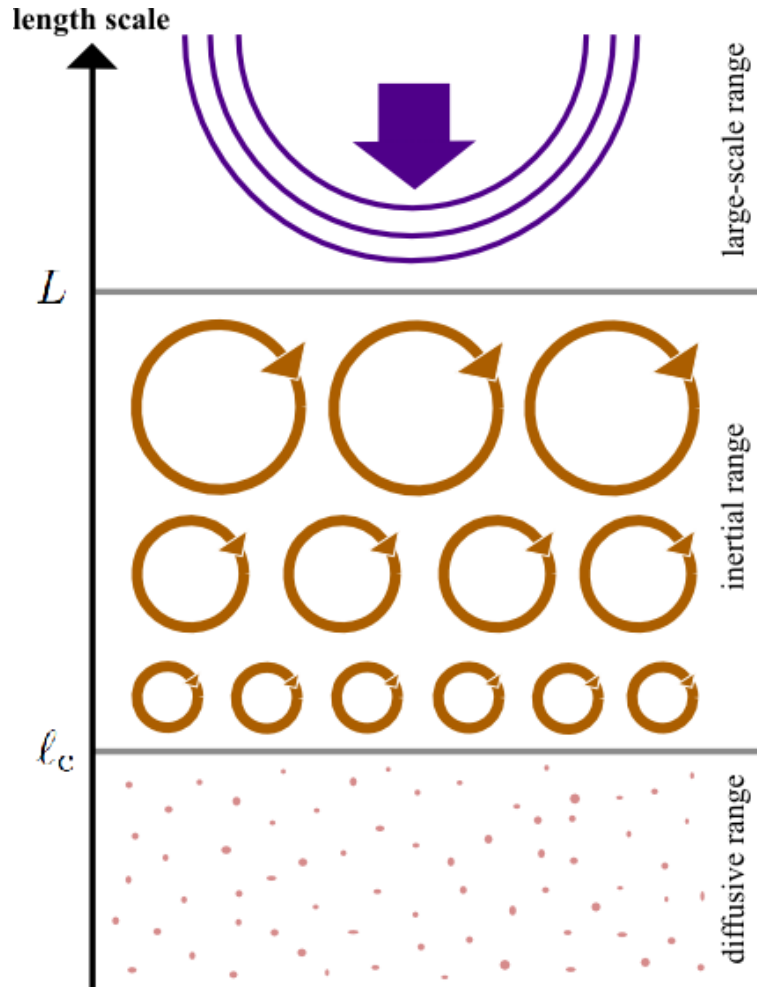 length scale
large-scale range
L
inertial range
ℓc
diffusive range